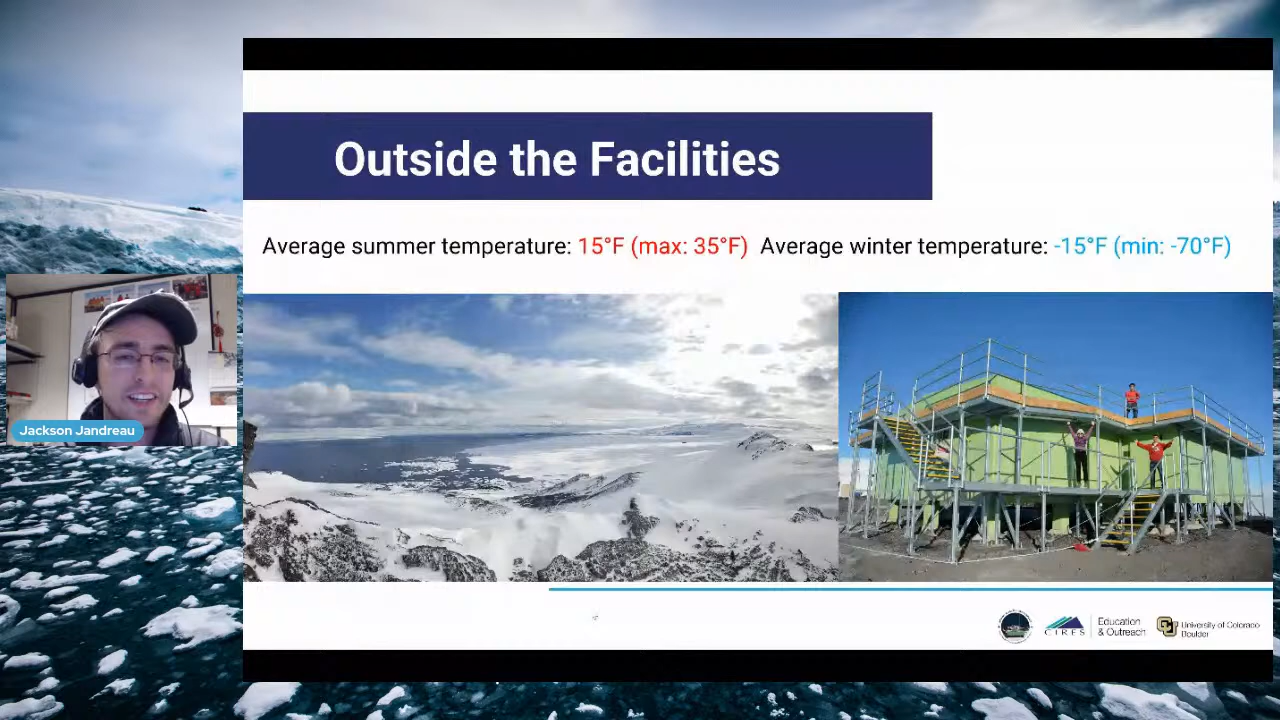 Outside the Facilities
Average summer temperature: 15°F (max: 35°F) Average winter temperature: -15°F (min: -70°F)
Jackson Jandreau
CIRES
Education
& Outreach
University of Colorado
Boulder